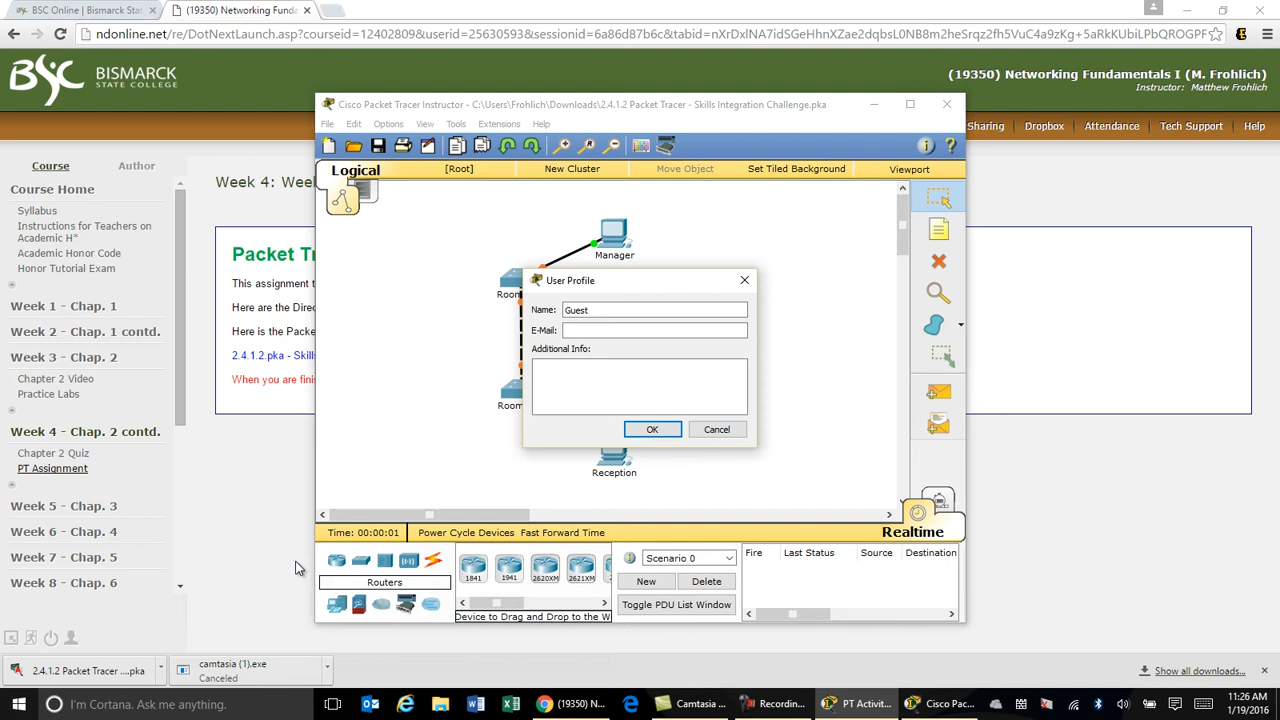 BSC Online | Bismarck Stat
(19350) Networking Funda
ndonline.net/re/DotNextLaunch.asp?courseid=12402809&userid=25630593&sessionid=6a86d87b6c&tabid=nXrDxlNA7idSGeHhnXZae2dqbsL0NB8m2heSrqz2fh5VuC4a9zKg+5aRkKUbiLPbQROGPF
BSC BISMARCK
STATE COLLEGE
(19350) Networking Fundamentals I (M. Frohlich)
Instructor: Matthew Frohlich
Sharing Dropbox Attendance Tech Support Help
Course Author
Course Home
Syllabus
Instructions for Teachers on
Academic H*
Academic Honor Code
Honor Tutorial Exam
Week 1 - Chap. 1
Week 2 - Chap. 1 contd.
Week 3 - Chap. 2
Chapter 2 Video
Practice Labs
Week 4 - Chap. 2 contd.
Chapter 2 Quiz
PT Assignment
Week 5 - Chap. 3
Week 6 - Chap. 4
Week 7 - Chap. 5
Week 8 - Chap. 6
Week 4: Wee
Packet Tr
This assignment t
Here are the Direc
Here is the Packe
2.4.1.2 pka - Skills
When you are finis
Cisco Packet Tracer Instructor - C:\Users\Frohlich\Downloads\2.4.1.2 Packet Tracer - Skills Integration Challenge.pka
File Edit Options View Tools Extensions Help
Logical [Root] New Cluster Move Object Set Tiled Background Viewport
Manager
Room
Room
Reception
User Profile
Name: Guest
E-Mail:
Additional Info:
OK Cancel
Time: 00:00:01 Power Cycle Devices Fast Forward Time Realtime
Routers
1841 1941 2620XM 2621XM
Device to Drag and Drop to the W
Scenario 0
New Delete
Toggle PDU List Window
Fire Last Status Source Destination
2.4.1.2 Packet Tracer ....pka
camtasia (1).exe
Canceled
Show all downloads...
I'm Cortana. Ask me anything.
(19350) N...
Camtasia ...
Recordin...
PT Activit...
Cisco Pac...
11:26 AM
1/19/2016